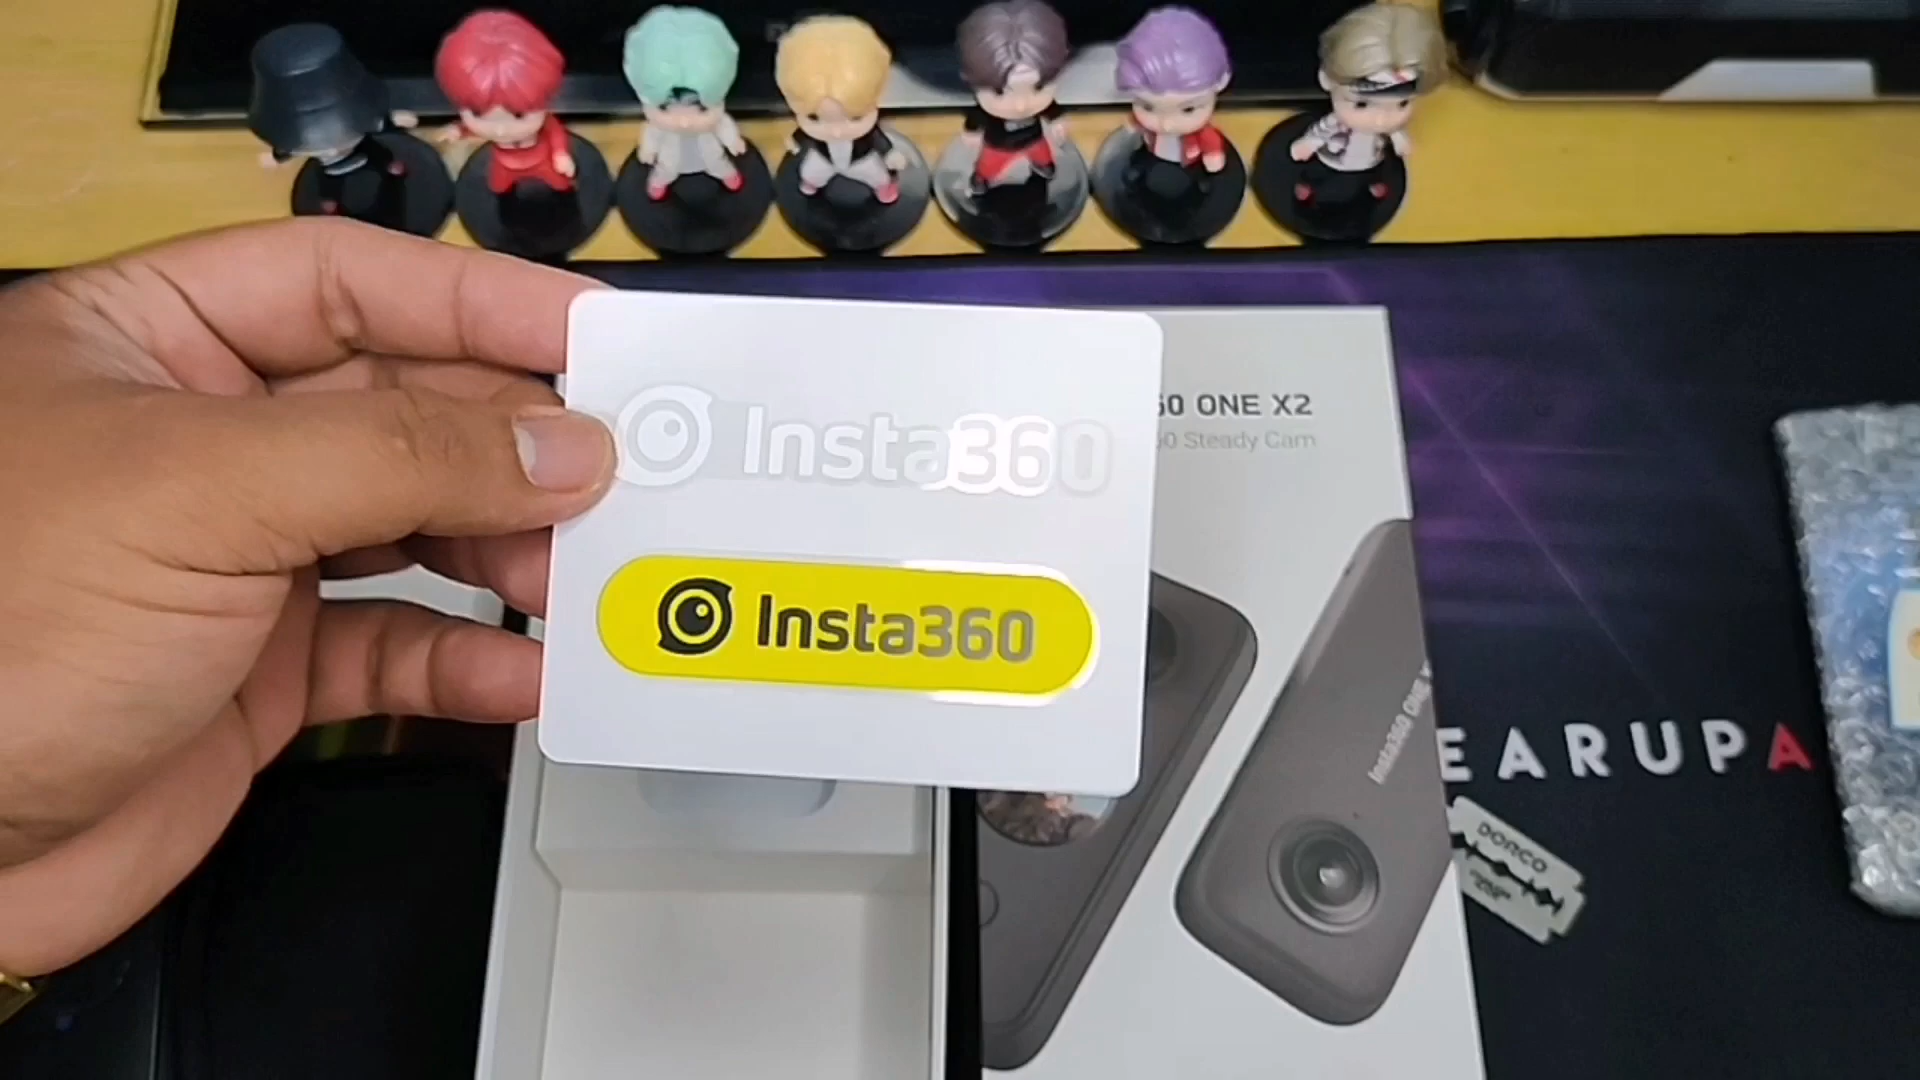 Insta360
Insta360
60 ONE X2
60 Steady Cam
Insta360 ONE
EARUPA
DORCO